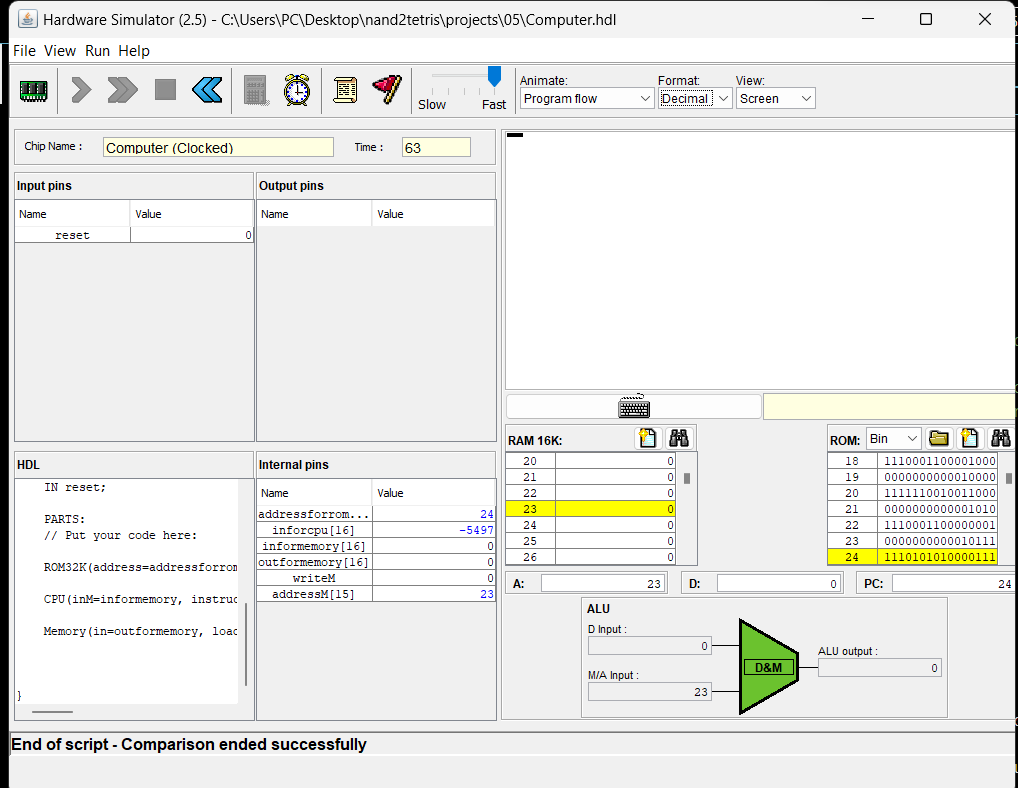 Hardware Simulator (2.5) - C:\Users\PC\Desktop\nand2tetris\projects\05\Computer.hdl
File View Run Help
Slow Fast
Animate: Format: View:
Program flow Decimal Screen
Chip Name : Computer (Clocked) Time : 63
Input pins
Name Value
reset 0
Output pins
Name Value
HDL
IN reset;
PARTS:
// Put your code here:
ROM32K(address=addressforrom
CPU(inM=informemory, instruc
Memory(in=outformemory, load
}
Internal pins
Name Value
addressforrom... 24
inforcpu[16] -5497
informemory[16] 0
outformemory[16] 0
writeM 0
addressM[15] 23
RAM 16K:
20 0
21 0
22 0
23 0
24 0
25 0
26 0
ROM: Bin
18 1110001100001000
19 0000000000010000
20 1111110010011000
21 0000000000001010
22 1110001100000001
23 0000000000010111
24 1110101010000111
A: 23 D: 0 PC: 24
ALU
D Input :
0
M/A Input :
23
D&M
ALU output :
0
End of script - Comparison ended successfully